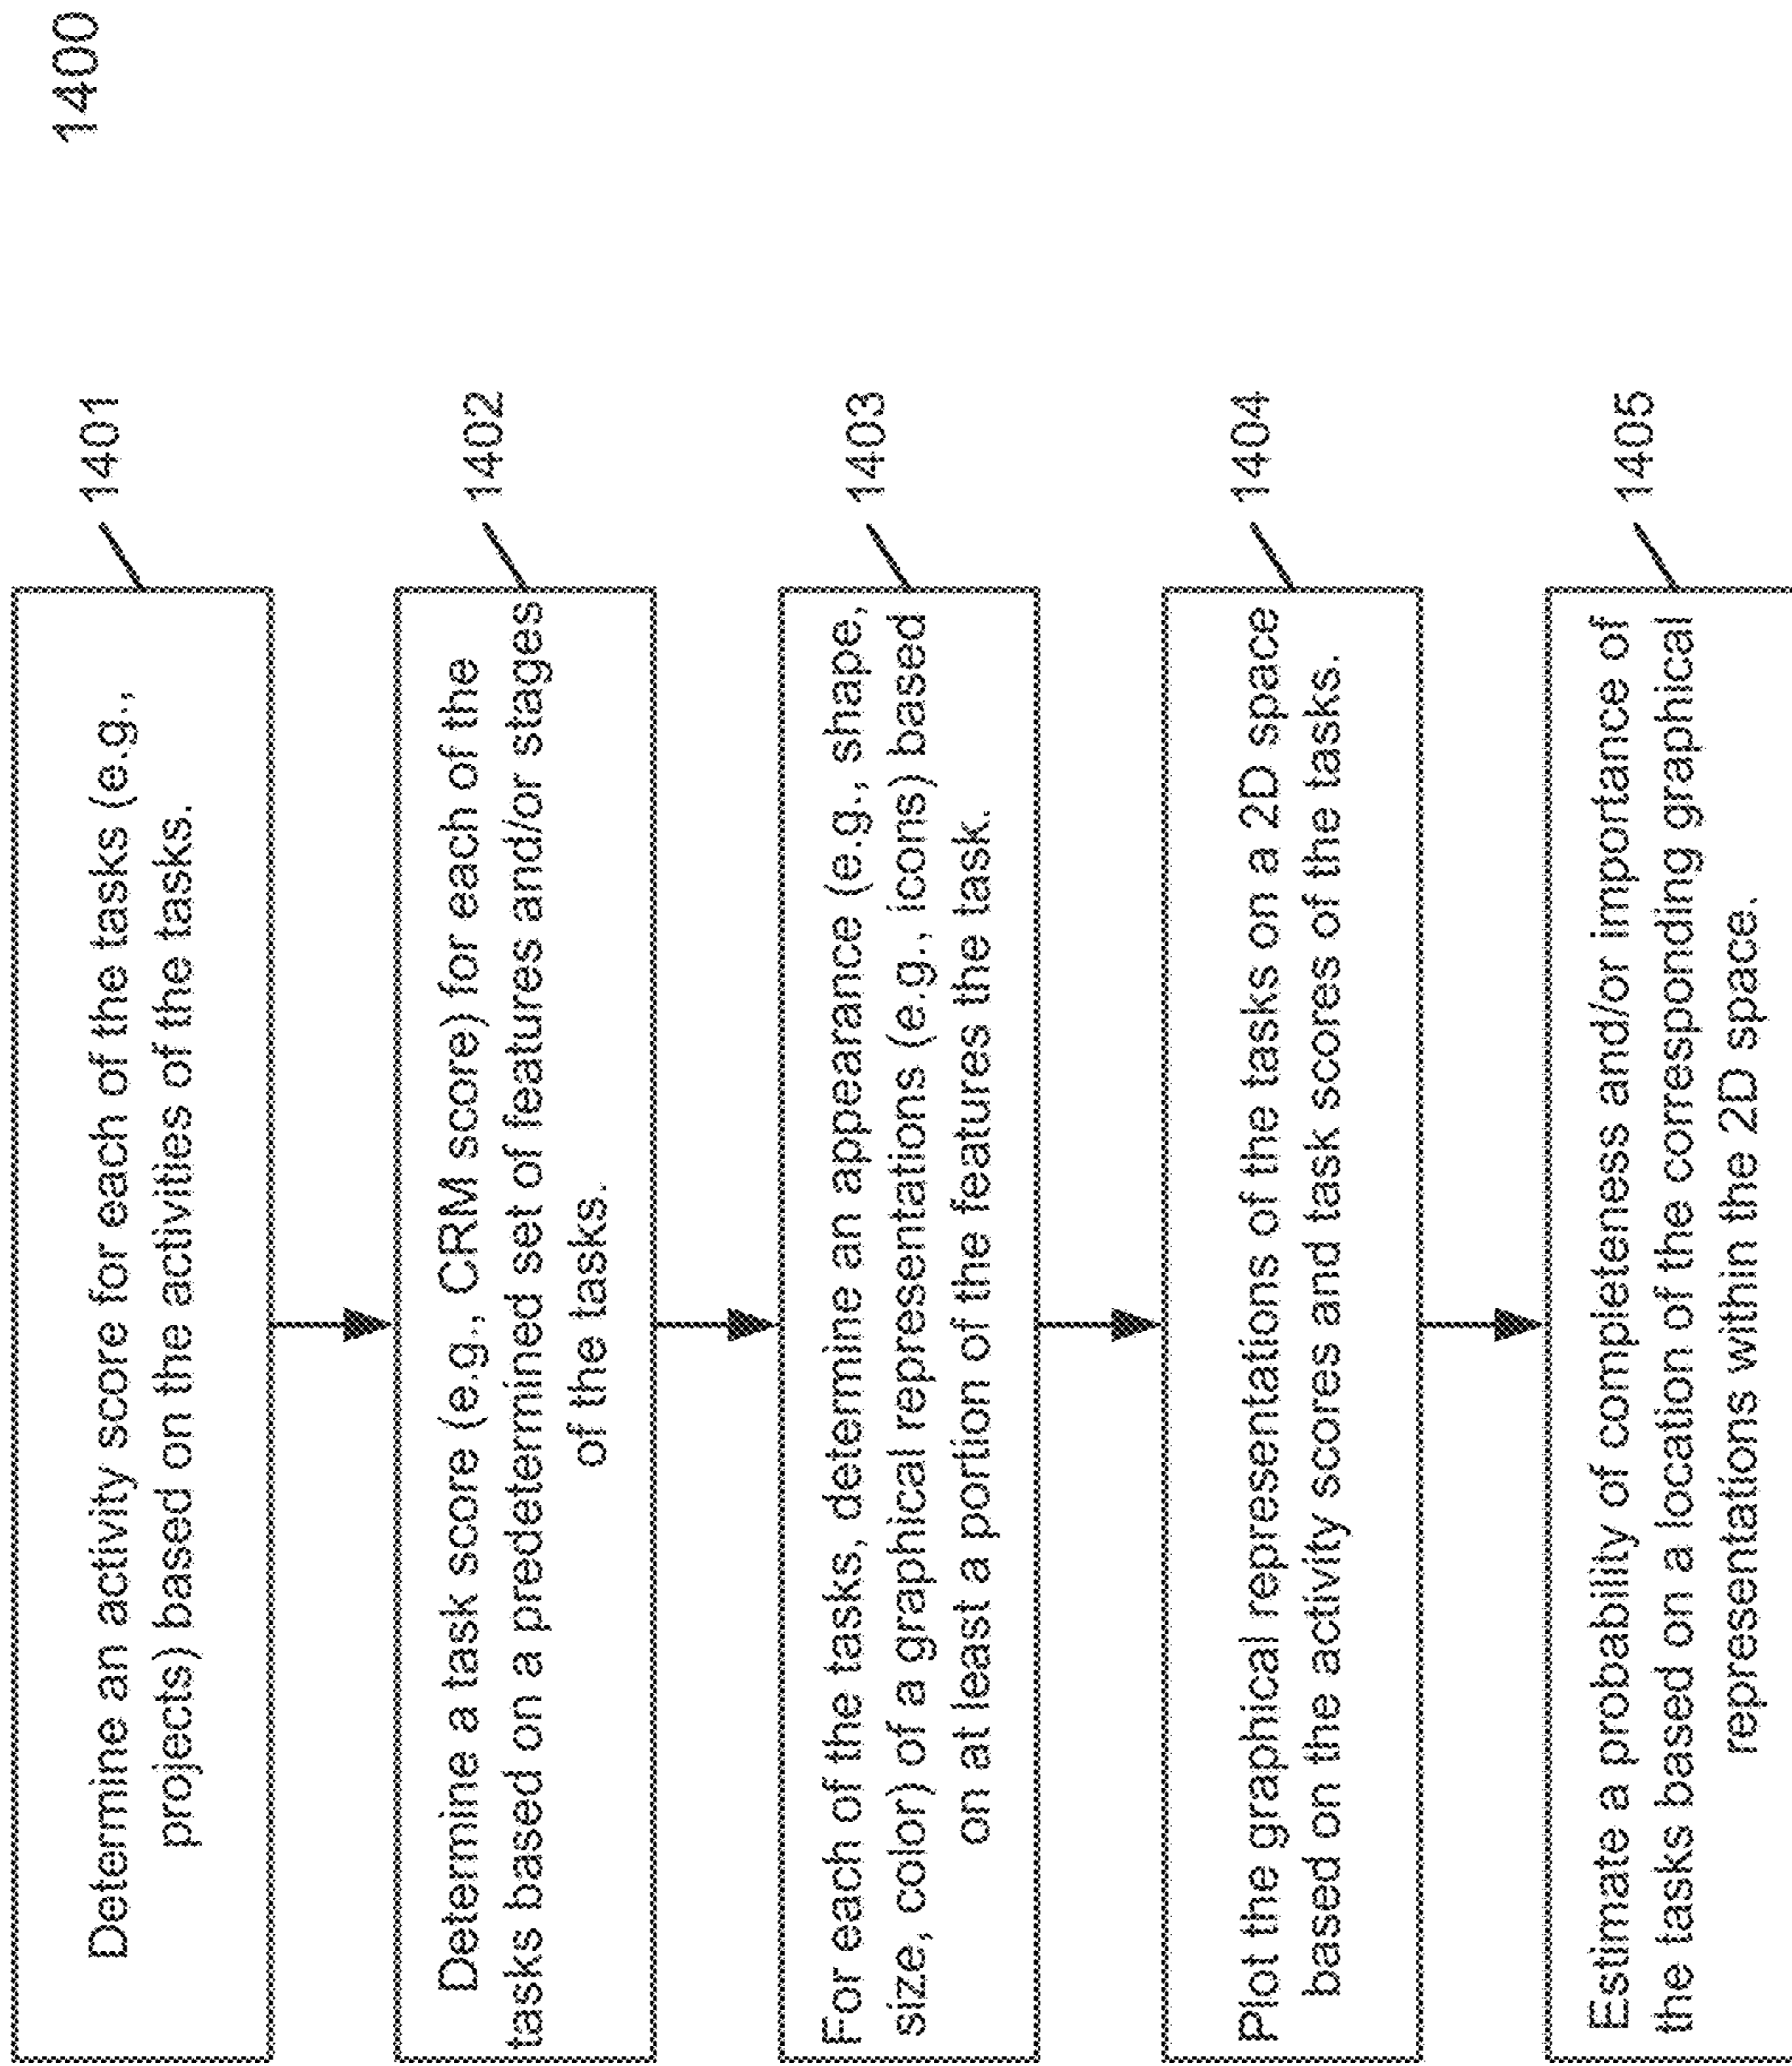 1400
Determine an activity score for each of the tasks (e.g.,
projects) based on the activities of the tasks.
1401
Determine a task score (e.g., CRM score) for each of the
tasks based on a predetermined set of features and/or stages
of the tasks.
1402
For each of the tasks, determine an appearance (e.g., shape,
size, color) of a graphical representations (e.g., icons) based
on at least a portion of the features the task.
1403
Plot the graphical representations of the tasks on a 2D space
based on the activity scores and task scores of the tasks.
1404
Estimate a probability of completeness and/or importance of
the tasks based on a location of the corresponding graphical
representations within the 2D space.
1405